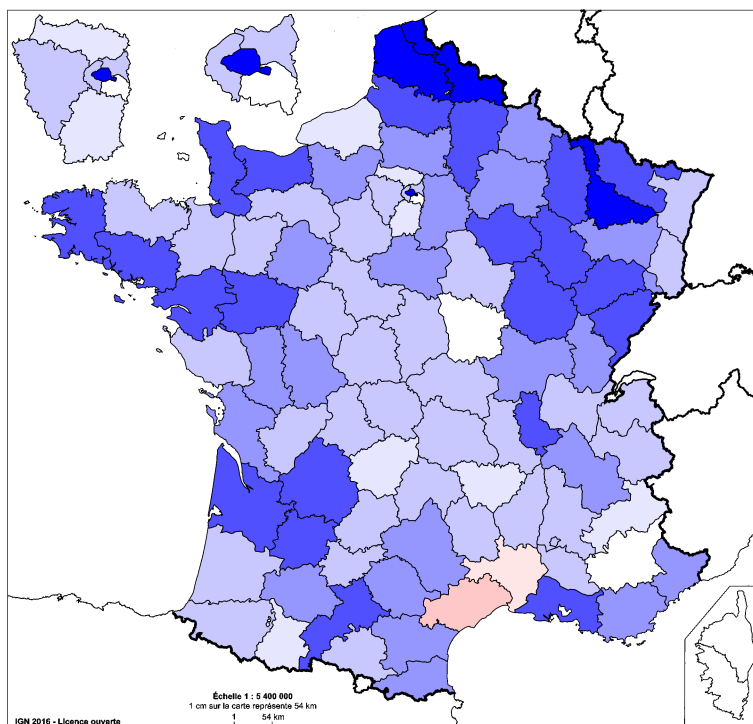 Échelle 1 : 5 400 000
1 cm sur la carte représente 54 km
1 54 km
IGN 2016 - Licence ouverte